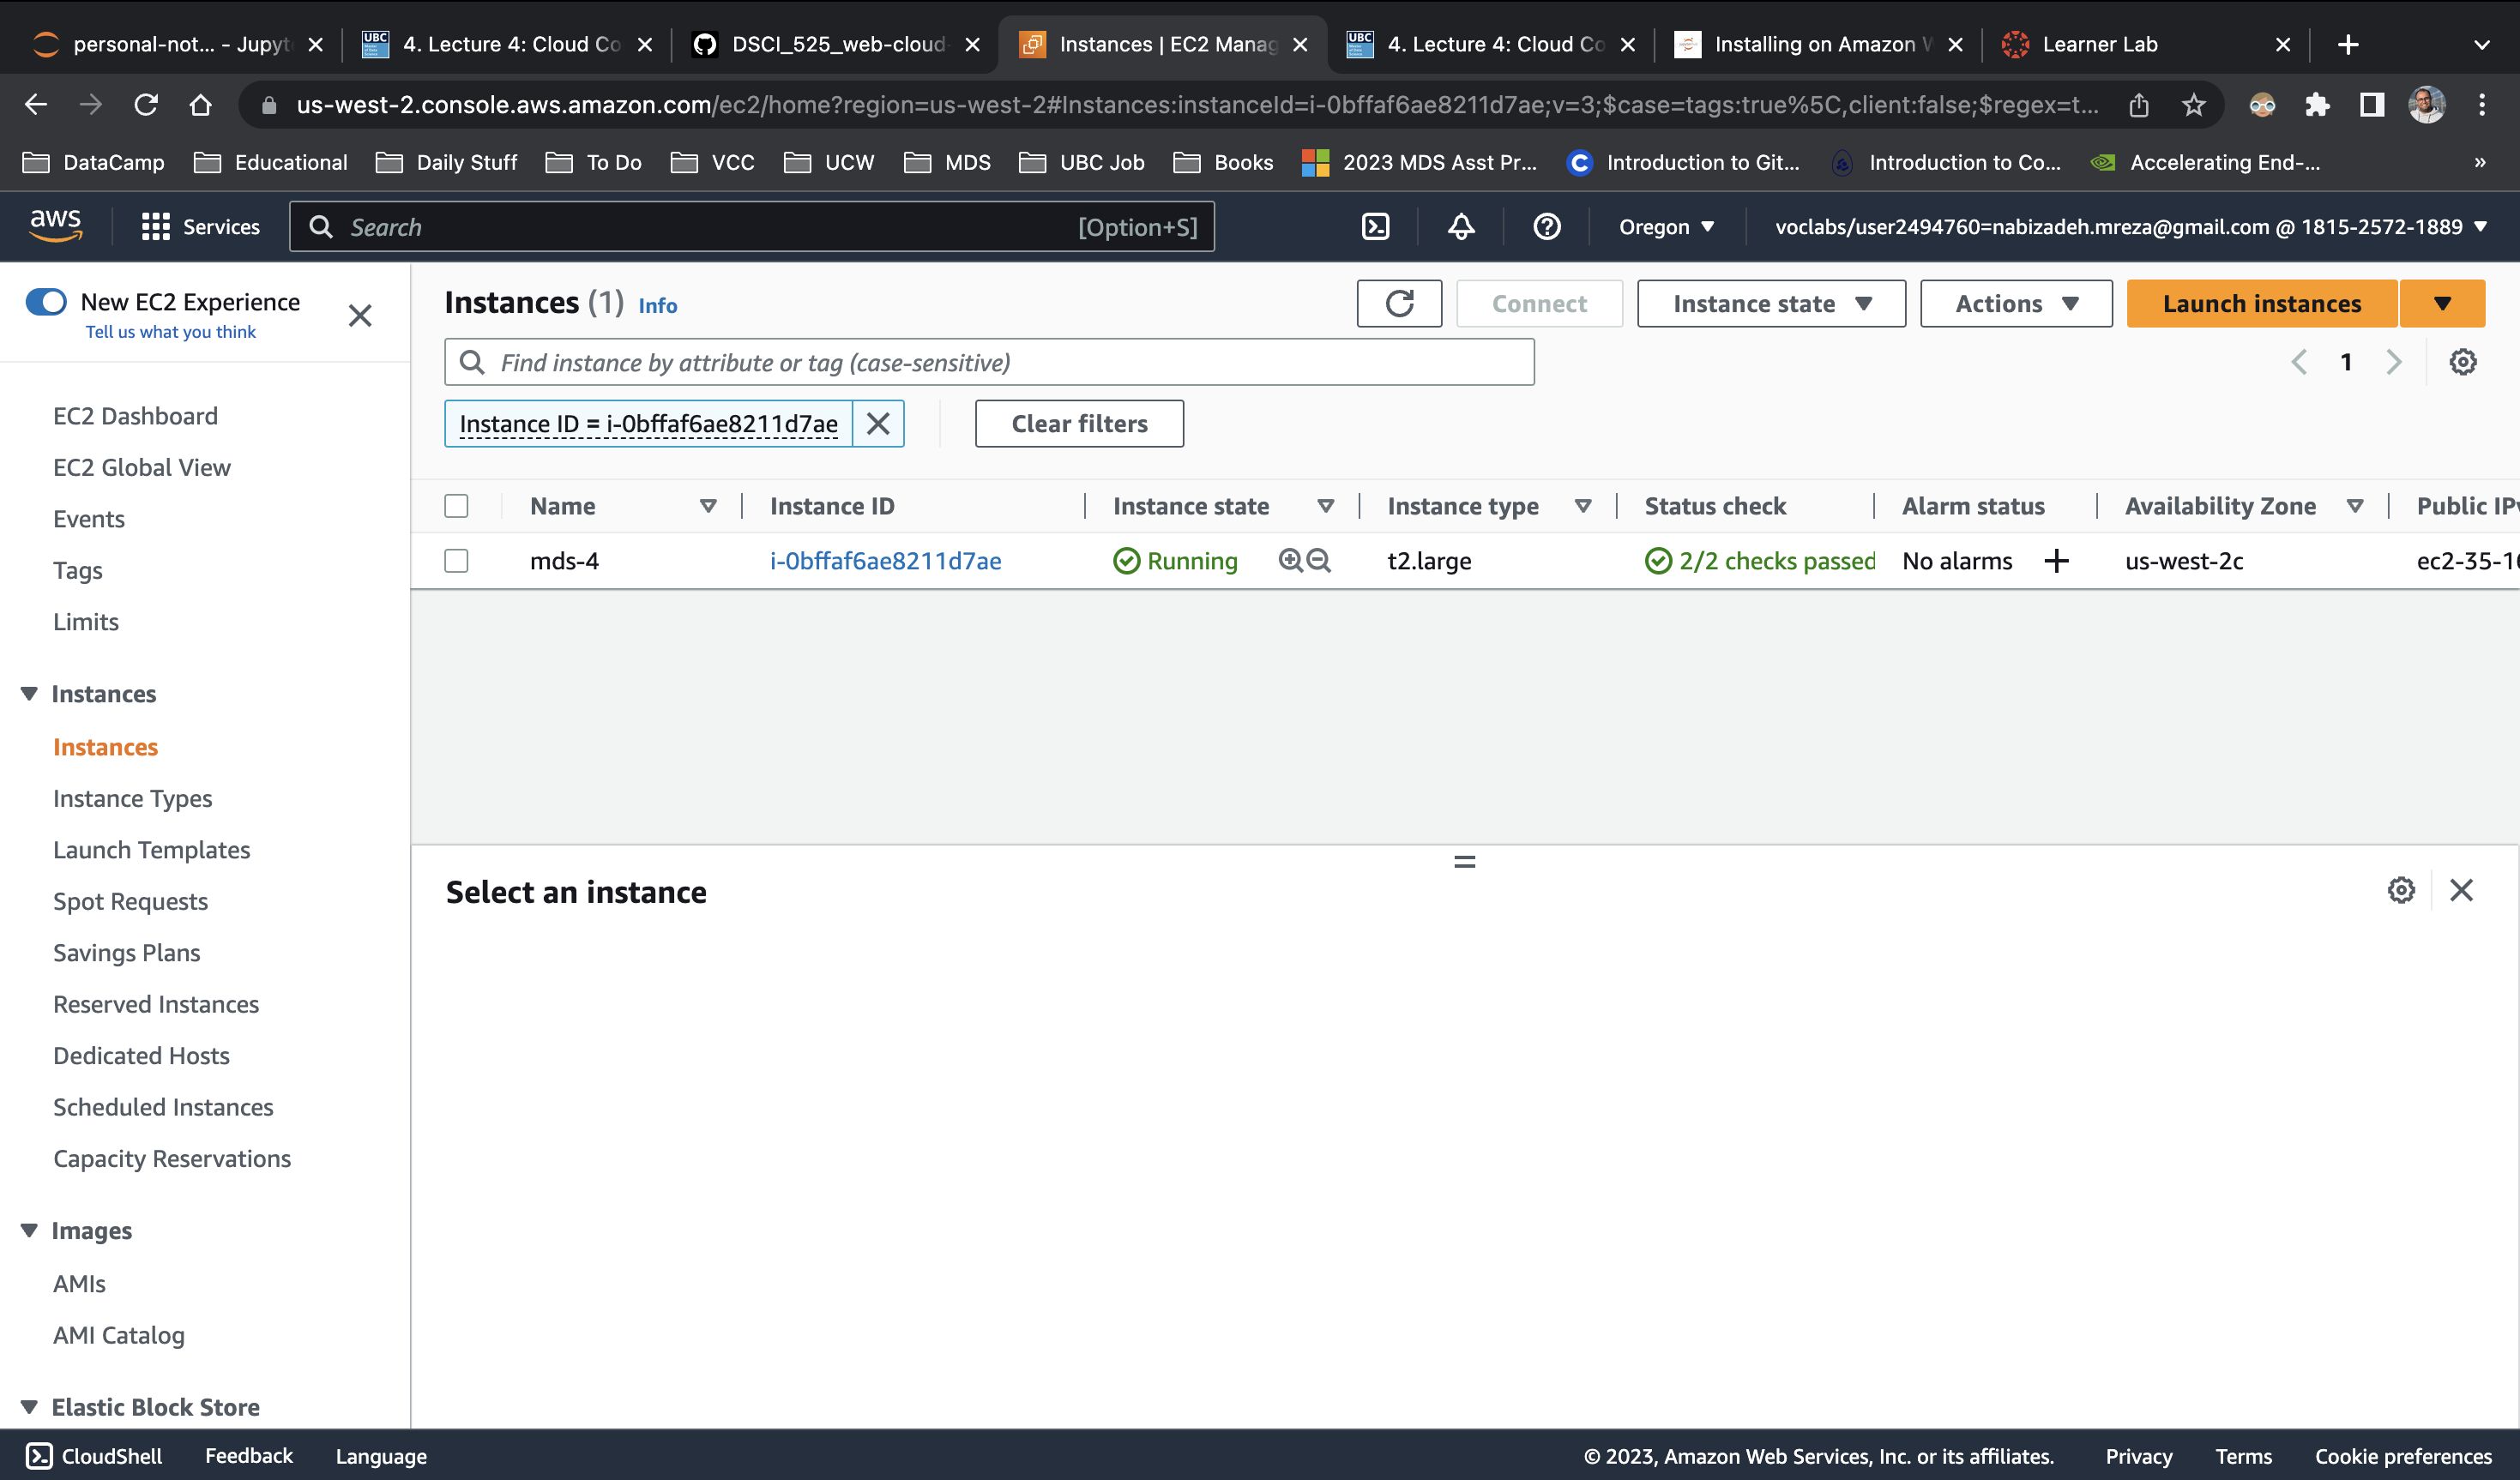 personal-not... - Jupyt
4. Lecture 4: Cloud Co
DSCI_525_web-cloud-
Instances | EC2 Manag
4. Lecture 4: Cloud Co
Installing on Amazon W
Learner Lab
us-west-2.console.aws.amazon.com/ec2/home?region=us-west-2#Instances:instanceId=i-0bffaf6ae8211d7ae;v=3;$case=tags:true%5C,client:false;$regex=t...
DataCamp
Educational
Daily Stuff
To Do
VCC
UCW
MDS
UBC Job
Books
2023 MDS Asst Pr...
Introduction to Git...
Introduction to Co...
Accelerating End-...
»
aws
Services
Search
[Option+S]
Oregon
voclabs/user2494760=nabizadeh.mreza@gmail.com @ 1815-2572-1889
New EC2 Experience
Tell us what you think
EC2 Dashboard
EC2 Global View
Events
Tags
Limits
Instances
Instances
Instance Types
Launch Templates
Spot Requests
Savings Plans
Reserved Instances
Dedicated Hosts
Scheduled Instances
Capacity Reservations
Images
AMIs
AMI Catalog
Elastic Block Store
Instances (1) Info
Connect
Instance state
Actions
Launch instances
Find instance by attribute or tag (case-sensitive)
1
Instance ID = i-0bffaf6ae8211d7ae
Clear filters
Name Instance ID Instance state Instance type Status check Alarm status Availability Zone Public IPv
mds-4 i-0bffaf6ae8211d7ae Running t2.large 2/2 checks passed No alarms + us-west-2c ec2-35-16
Select an instance
CloudShell
Feedback
Language
© 2023, Amazon Web Services, Inc. or its affiliates.
Privacy
Terms
Cookie preferences